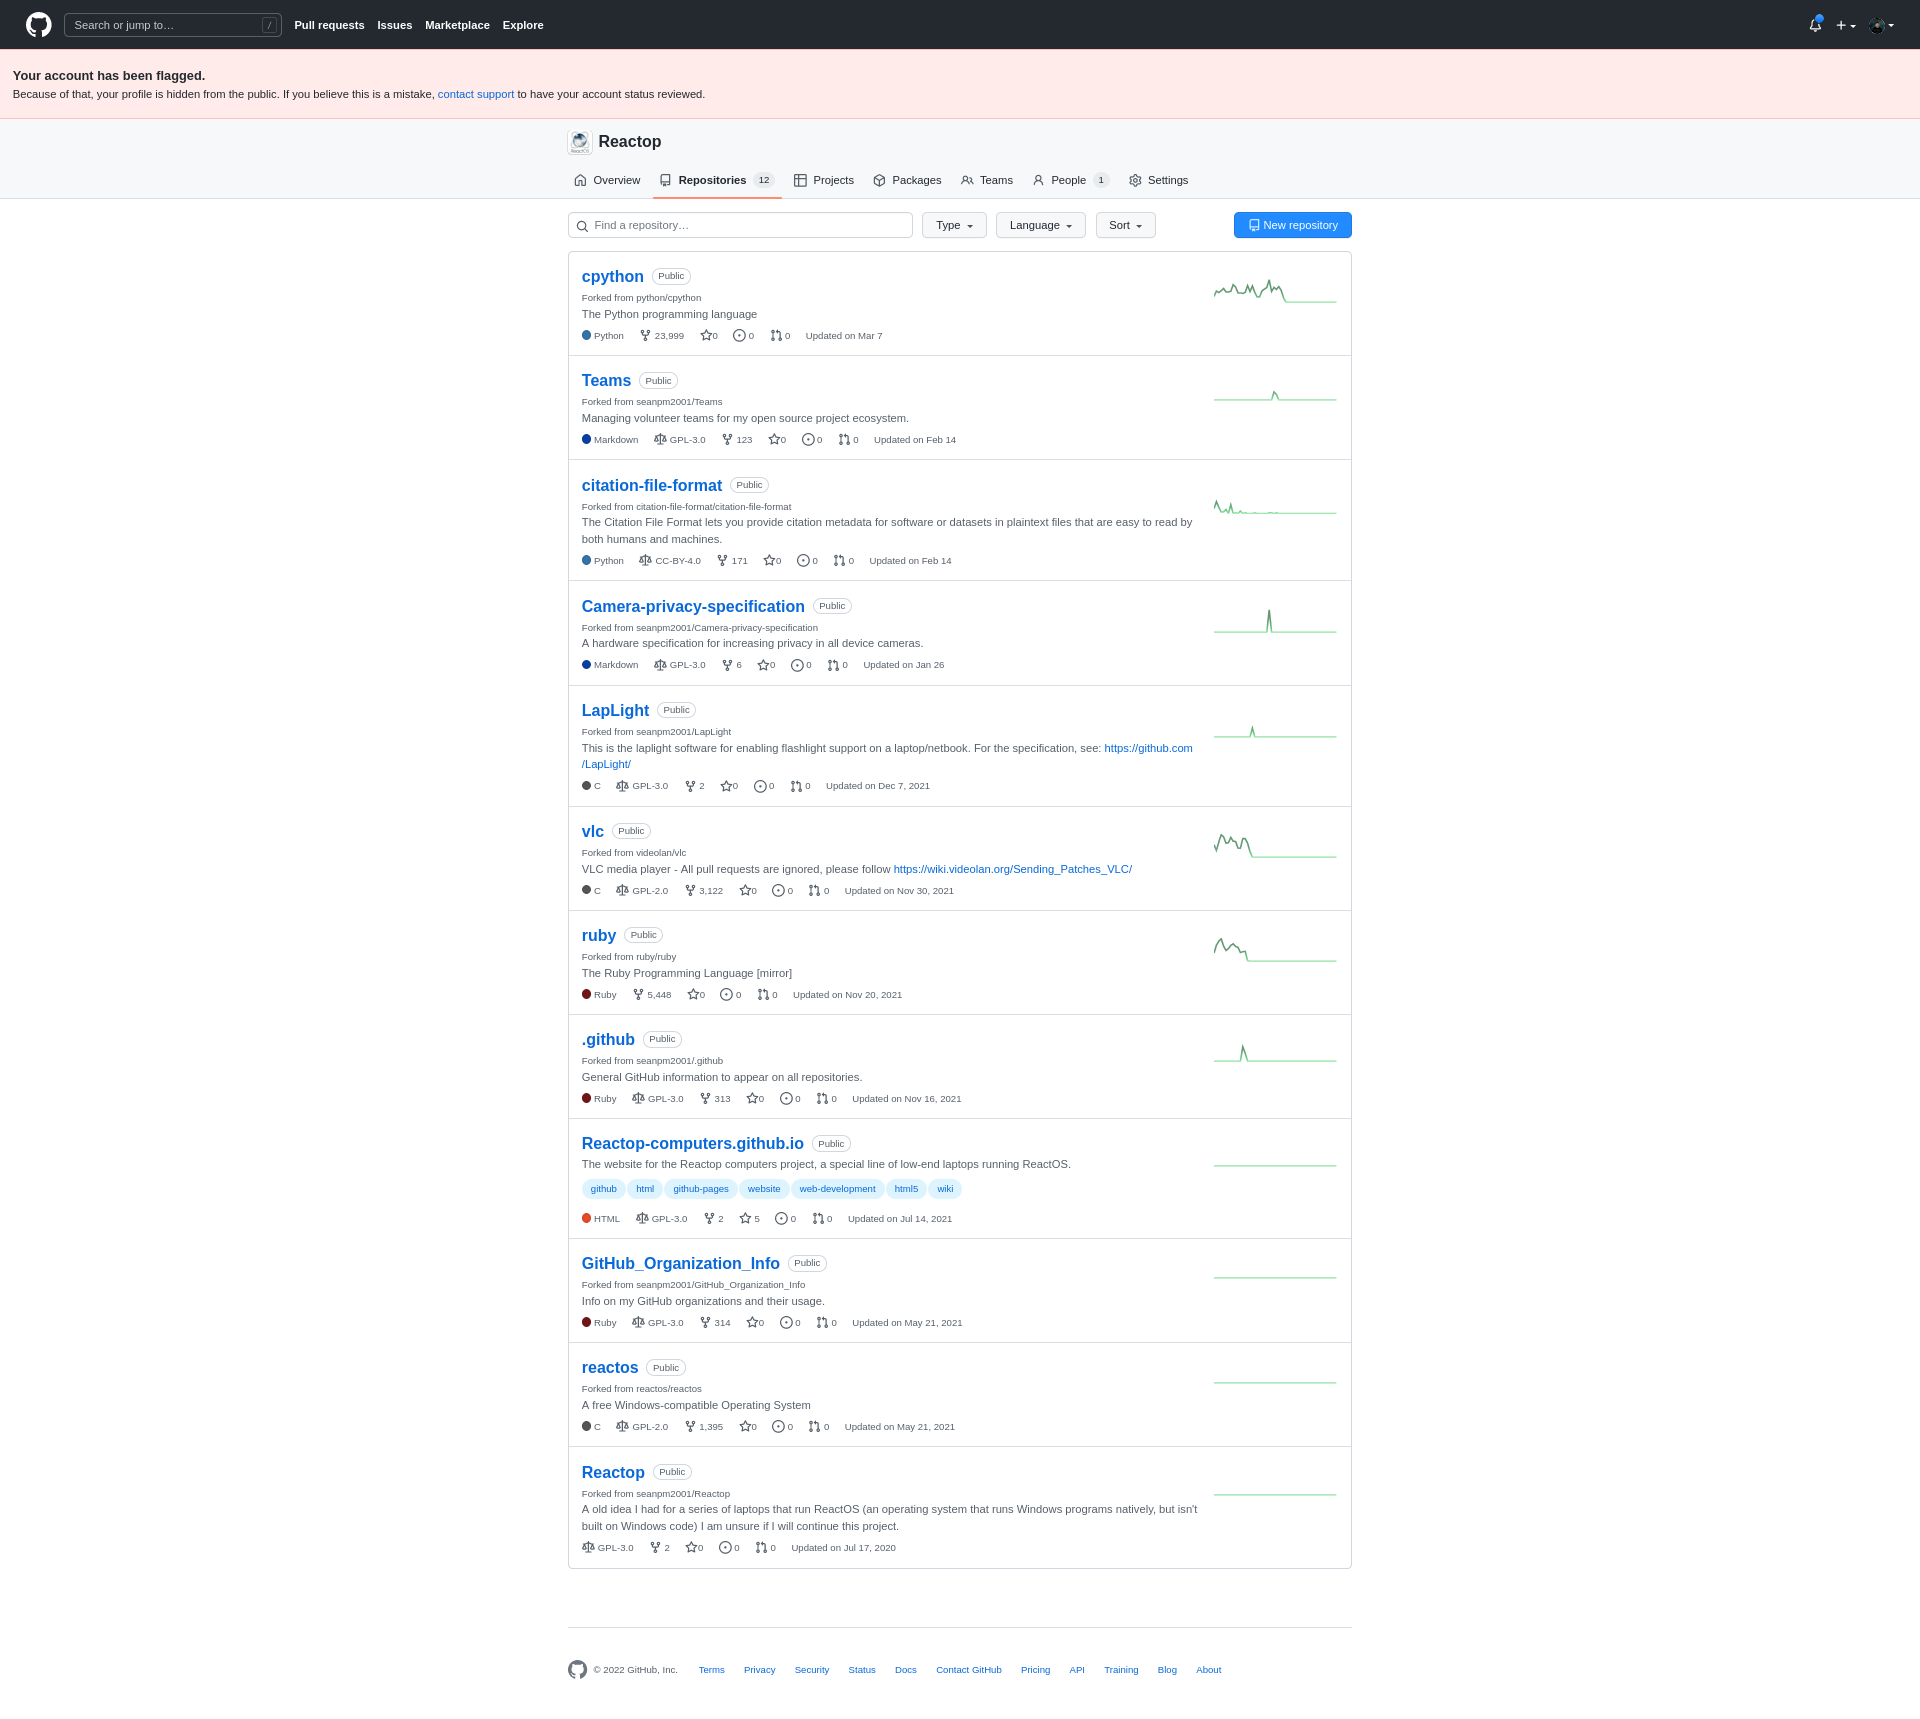 Search or jump to… /
Pull requests Issues Marketplace Explore
Your account has been flagged.
Because of that, your profile is hidden from the public. If you believe this is a mistake, contact support to have your account status reviewed.
Reactop
Overview Repositories 12 Projects Packages Teams People 1 Settings
Find a repository… Type Language Sort New repository
cpython Public
Forked from python/cpython
The Python programming language
Python 23,999 0 0 0 Updated on Mar 7
Teams Public
Forked from seanpm2001/Teams
Managing volunteer teams for my open source project ecosystem.
Markdown GPL-3.0 123 0 0 0 Updated on Feb 14
citation-file-format Public
Forked from citation-file-format/citation-file-format
The Citation File Format lets you provide citation metadata for software or datasets in plaintext files that are easy to read by
both humans and machines.
Python CC-BY-4.0 171 0 0 0 Updated on Feb 14
Camera-privacy-specification Public
Forked from seanpm2001/Camera-privacy-specification
A hardware specification for increasing privacy in all device cameras.
Markdown GPL-3.0 6 0 0 0 Updated on Jan 26
LapLight Public
Forked from seanpm2001/LapLight
This is the laplight software for enabling flashlight support on a laptop/netbook. For the specification, see: https://github.com
/LapLight/
C GPL-3.0 2 0 0 0 Updated on Dec 7, 2021
vlc Public
Forked from videolan/vlc
VLC media player - All pull requests are ignored, please follow https://wiki.videolan.org/Sending_Patches_VLC/
C GPL-2.0 3,122 0 0 0 Updated on Nov 30, 2021
ruby Public
Forked from ruby/ruby
The Ruby Programming Language [mirror]
Ruby 5,448 0 0 0 Updated on Nov 20, 2021
.github Public
Forked from seanpm2001/.github
General GitHub information to appear on all repositories.
Ruby GPL-3.0 313 0 0 0 Updated on Nov 16, 2021
Reactop-computers.github.io Public
The website for the Reactop computers project, a special line of low-end laptops running ReactOS.
github html github-pages website web-development html5 wiki
HTML GPL-3.0 2 5 0 0 Updated on Jul 14, 2021
GitHub_Organization_Info Public
Forked from seanpm2001/GitHub_Organization_Info
Info on my GitHub organizations and their usage.
Ruby GPL-3.0 314 0 0 0 Updated on May 21, 2021
reactos Public
Forked from reactos/reactos
A free Windows-compatible Operating System
C GPL-2.0 1,395 0 0 0 Updated on May 21, 2021
Reactop Public
Forked from seanpm2001/Reactop
A old idea I had for a series of laptops that run ReactOS (an operating system that runs Windows programs natively, but isn't
built on Windows code) I am unsure if I will continue this project.
GPL-3.0 2 0 0 0 Updated on Jul 17, 2020
© 2022 GitHub, Inc. Terms Privacy Security Status Docs Contact GitHub Pricing API Training Blog About